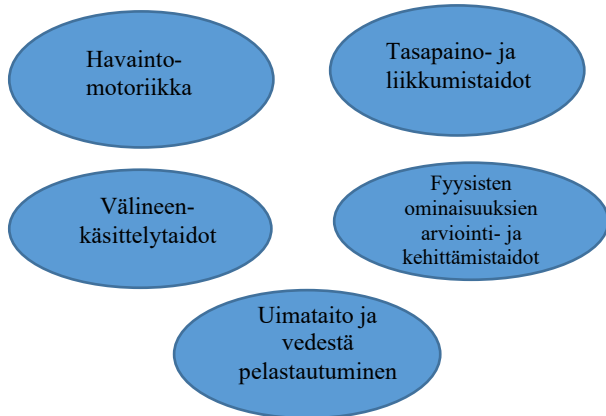 Havainto-
motoriikka
Tasapaino- ja
liikkumistaidot
Välineen-
käsittelytaidot
Fyysisten
ominaisuuksien
arviointi- ja
kehittämistaidot
Uimataito ja
vedestä
pelastautuminen